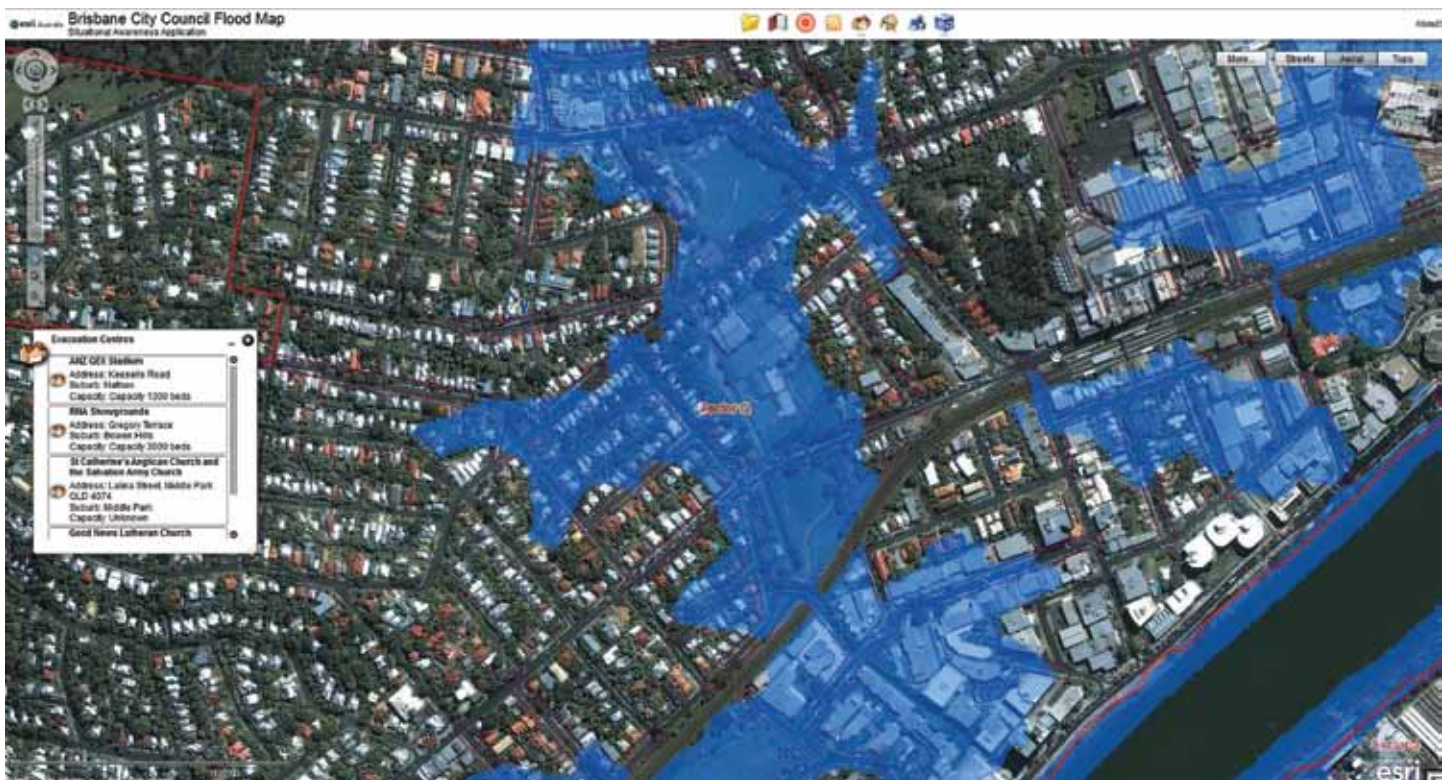 esri Australia Brisbane City Council Flood Map
Situational Awareness Application
More... Streets Aerial Topo
Evacuation Centres
ANZ QEII Stadium
Address: Kessels Road
Suburb: Nathan
Capacity: Capacity 1200 beds
RNA Showgrounds
Address: Gregory Terrace
Suburb: Bowen Hills
Capacity: Capacity
St Catherine's Anglican Church and
the Salvation Army Church
Address: Street, Middle Park
QLD 4074
Suburb: Middle Park
Capacity: Unknown
Good News Lutheran Church
esri